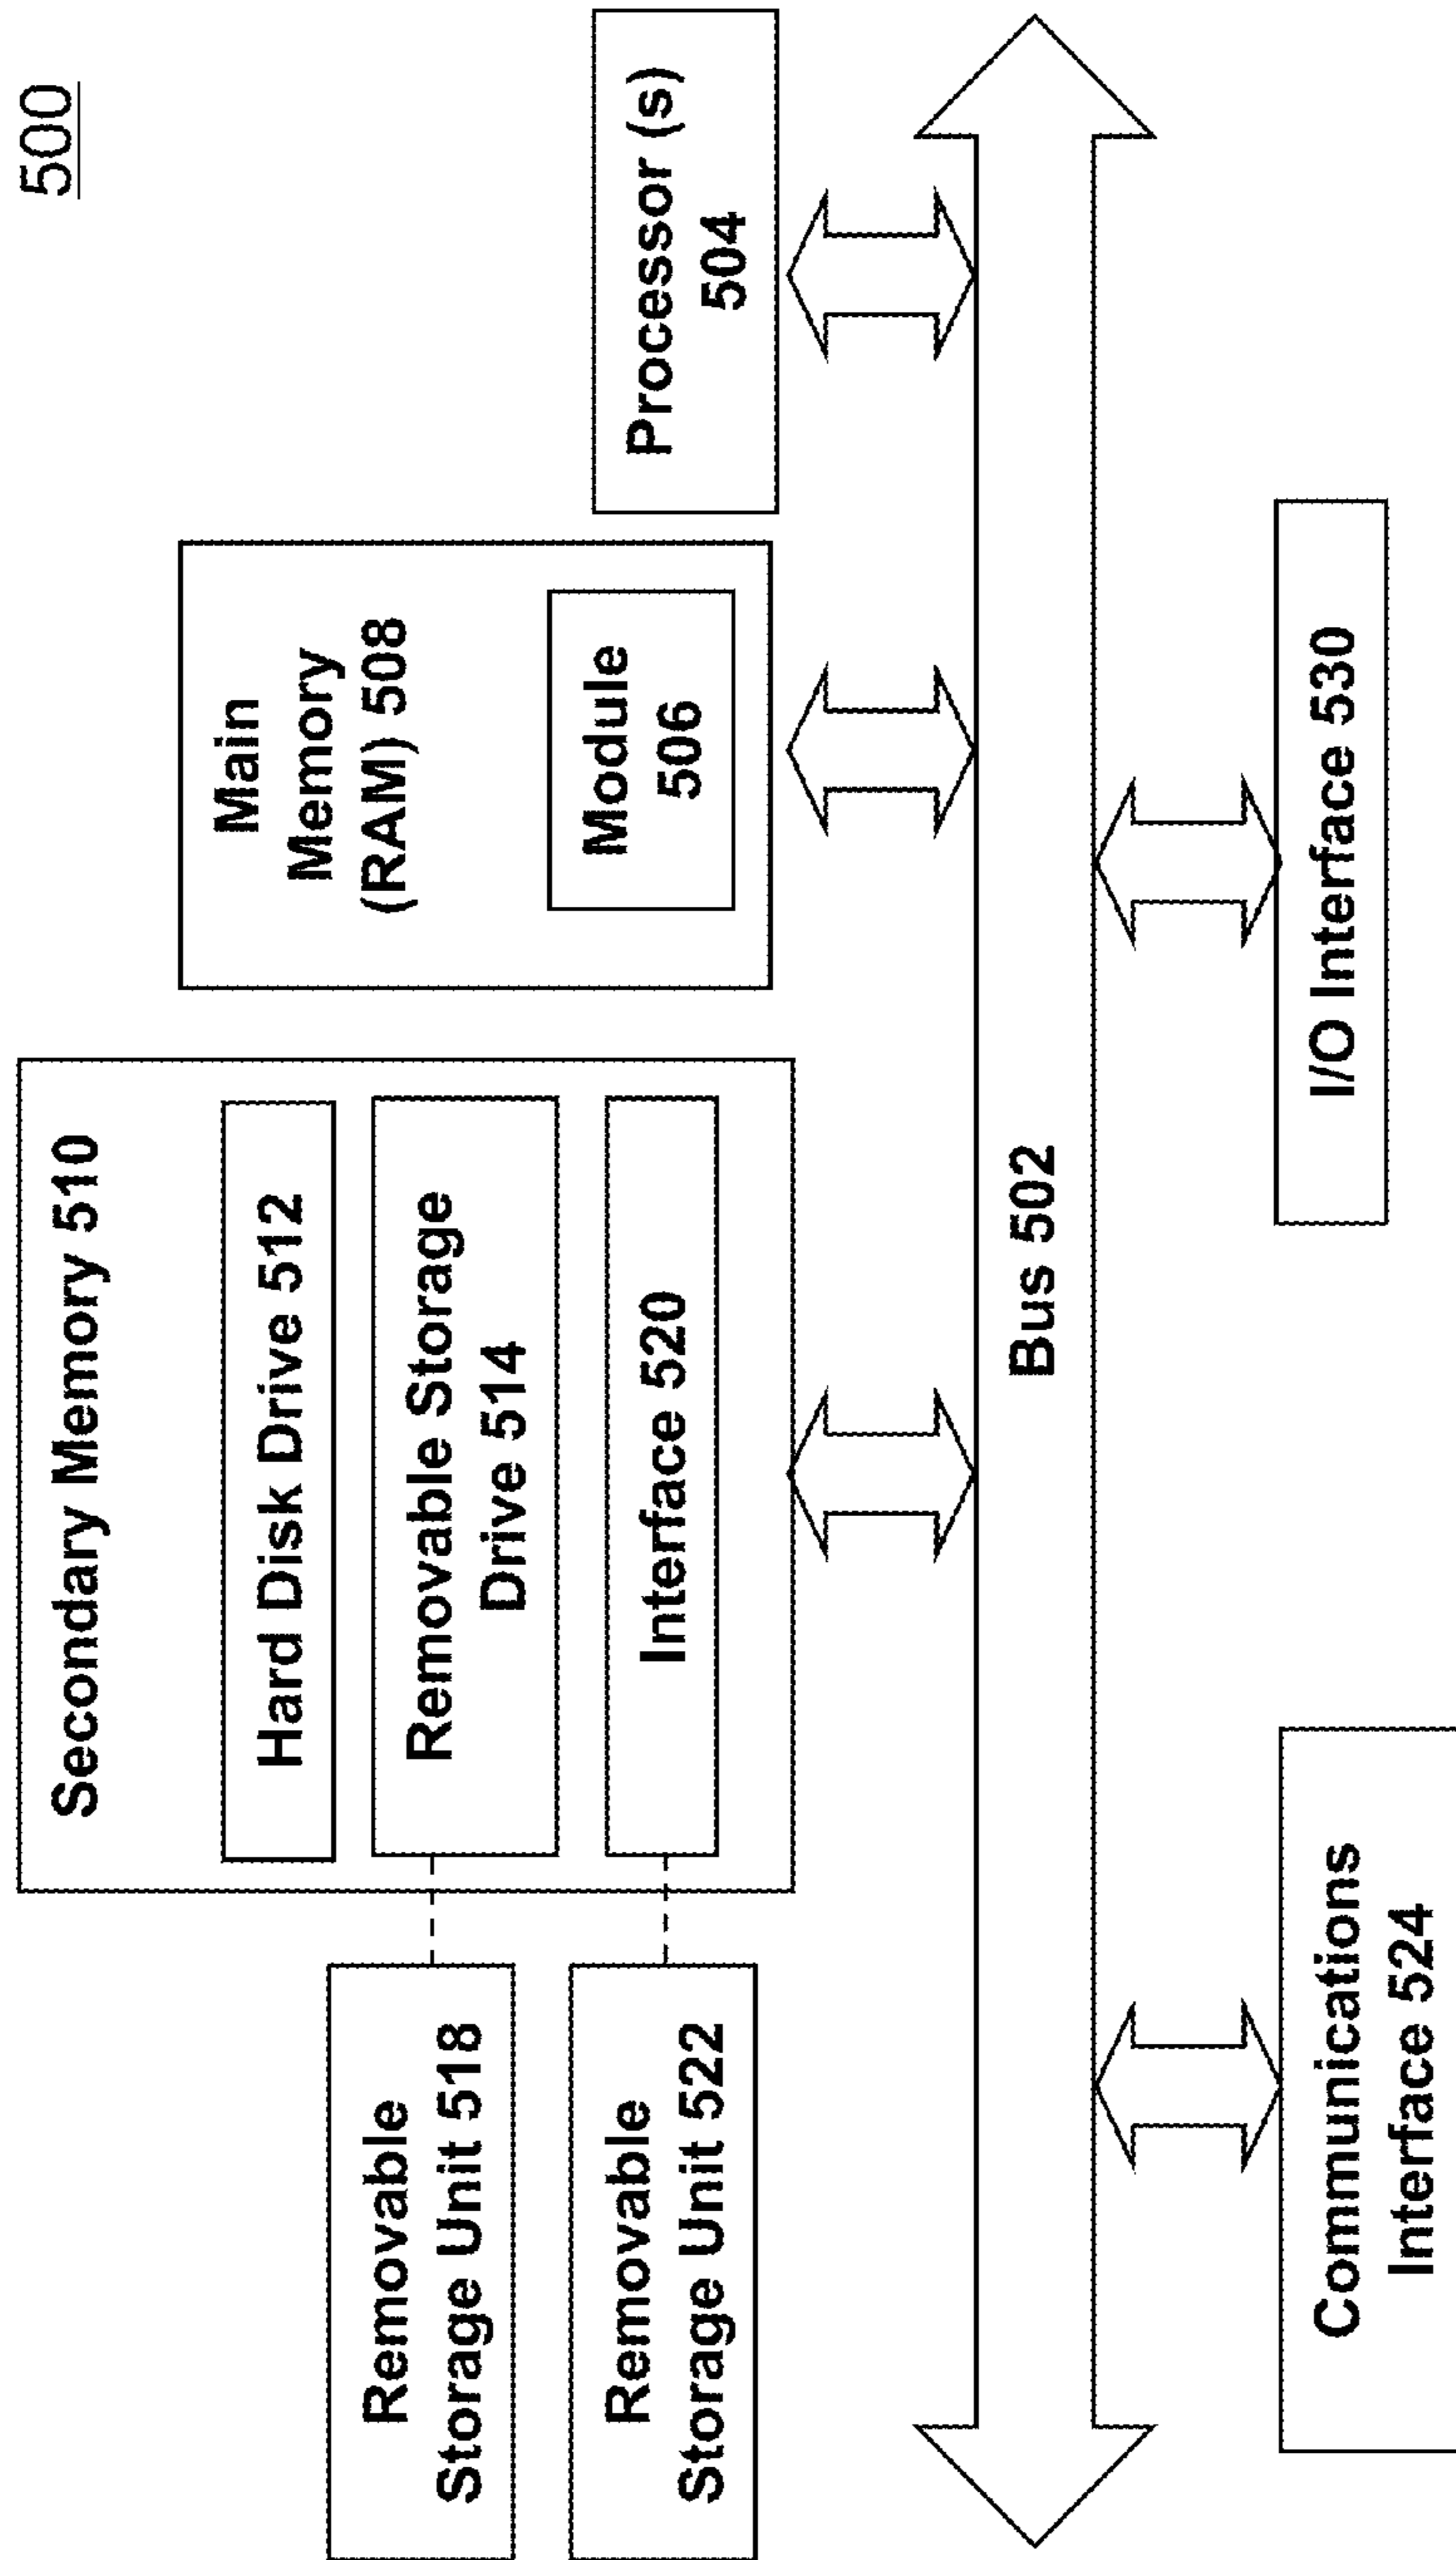 500
Removable
Storage Unit 518
Removable
Storage Unit 522
Secondary Memory 510
Hard Disk Drive 512
Removable Storage
Drive 514
Interface 520
Main
Memory
(RAM) 508
Module
506
Processor (s)
504
Bus 502
Communications
Interface 524
I/O Interface 530